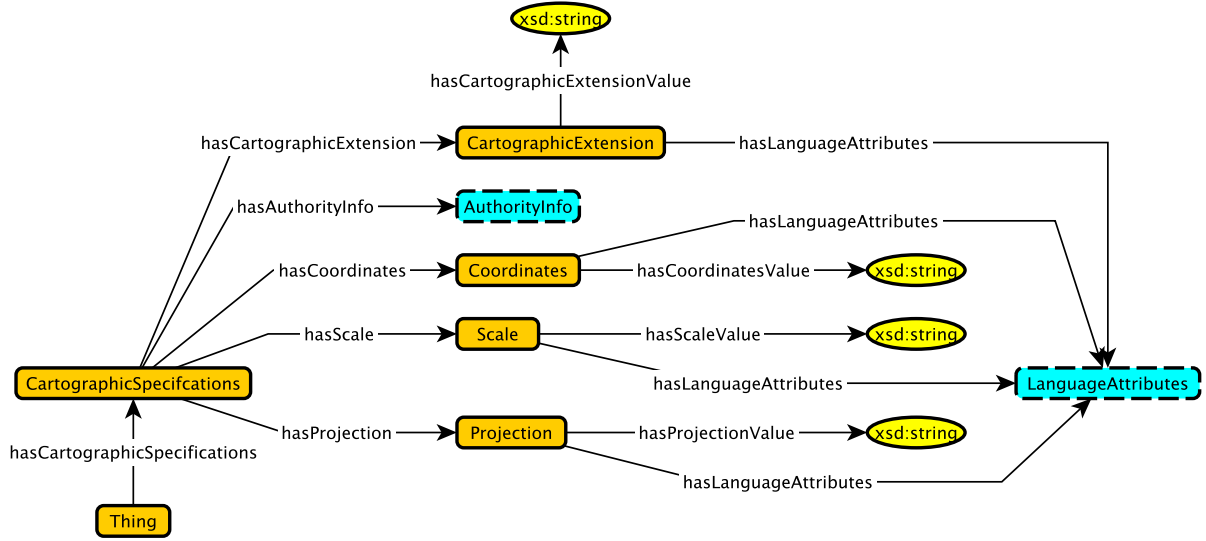 xsd:string
hasCartographicExtensionValue
hasCartographicExtension
CartographicExtension
hasLanguageAttributes
hasAuthorityInfo
AuthorityInfo
hasLanguageAttributes
hasCoordinates
Coordinates
hasCoordinatesValue
xsd:string
hasScale
Scale
hasScaleValue
xsd:string
CartographicSpecifcations
hasLanguageAttributes
LanguageAttributes
hasProjection
Projection
hasProjectionValue
xsd:string
hasCartographicSpecifications
hasLanguageAttributes
Thing